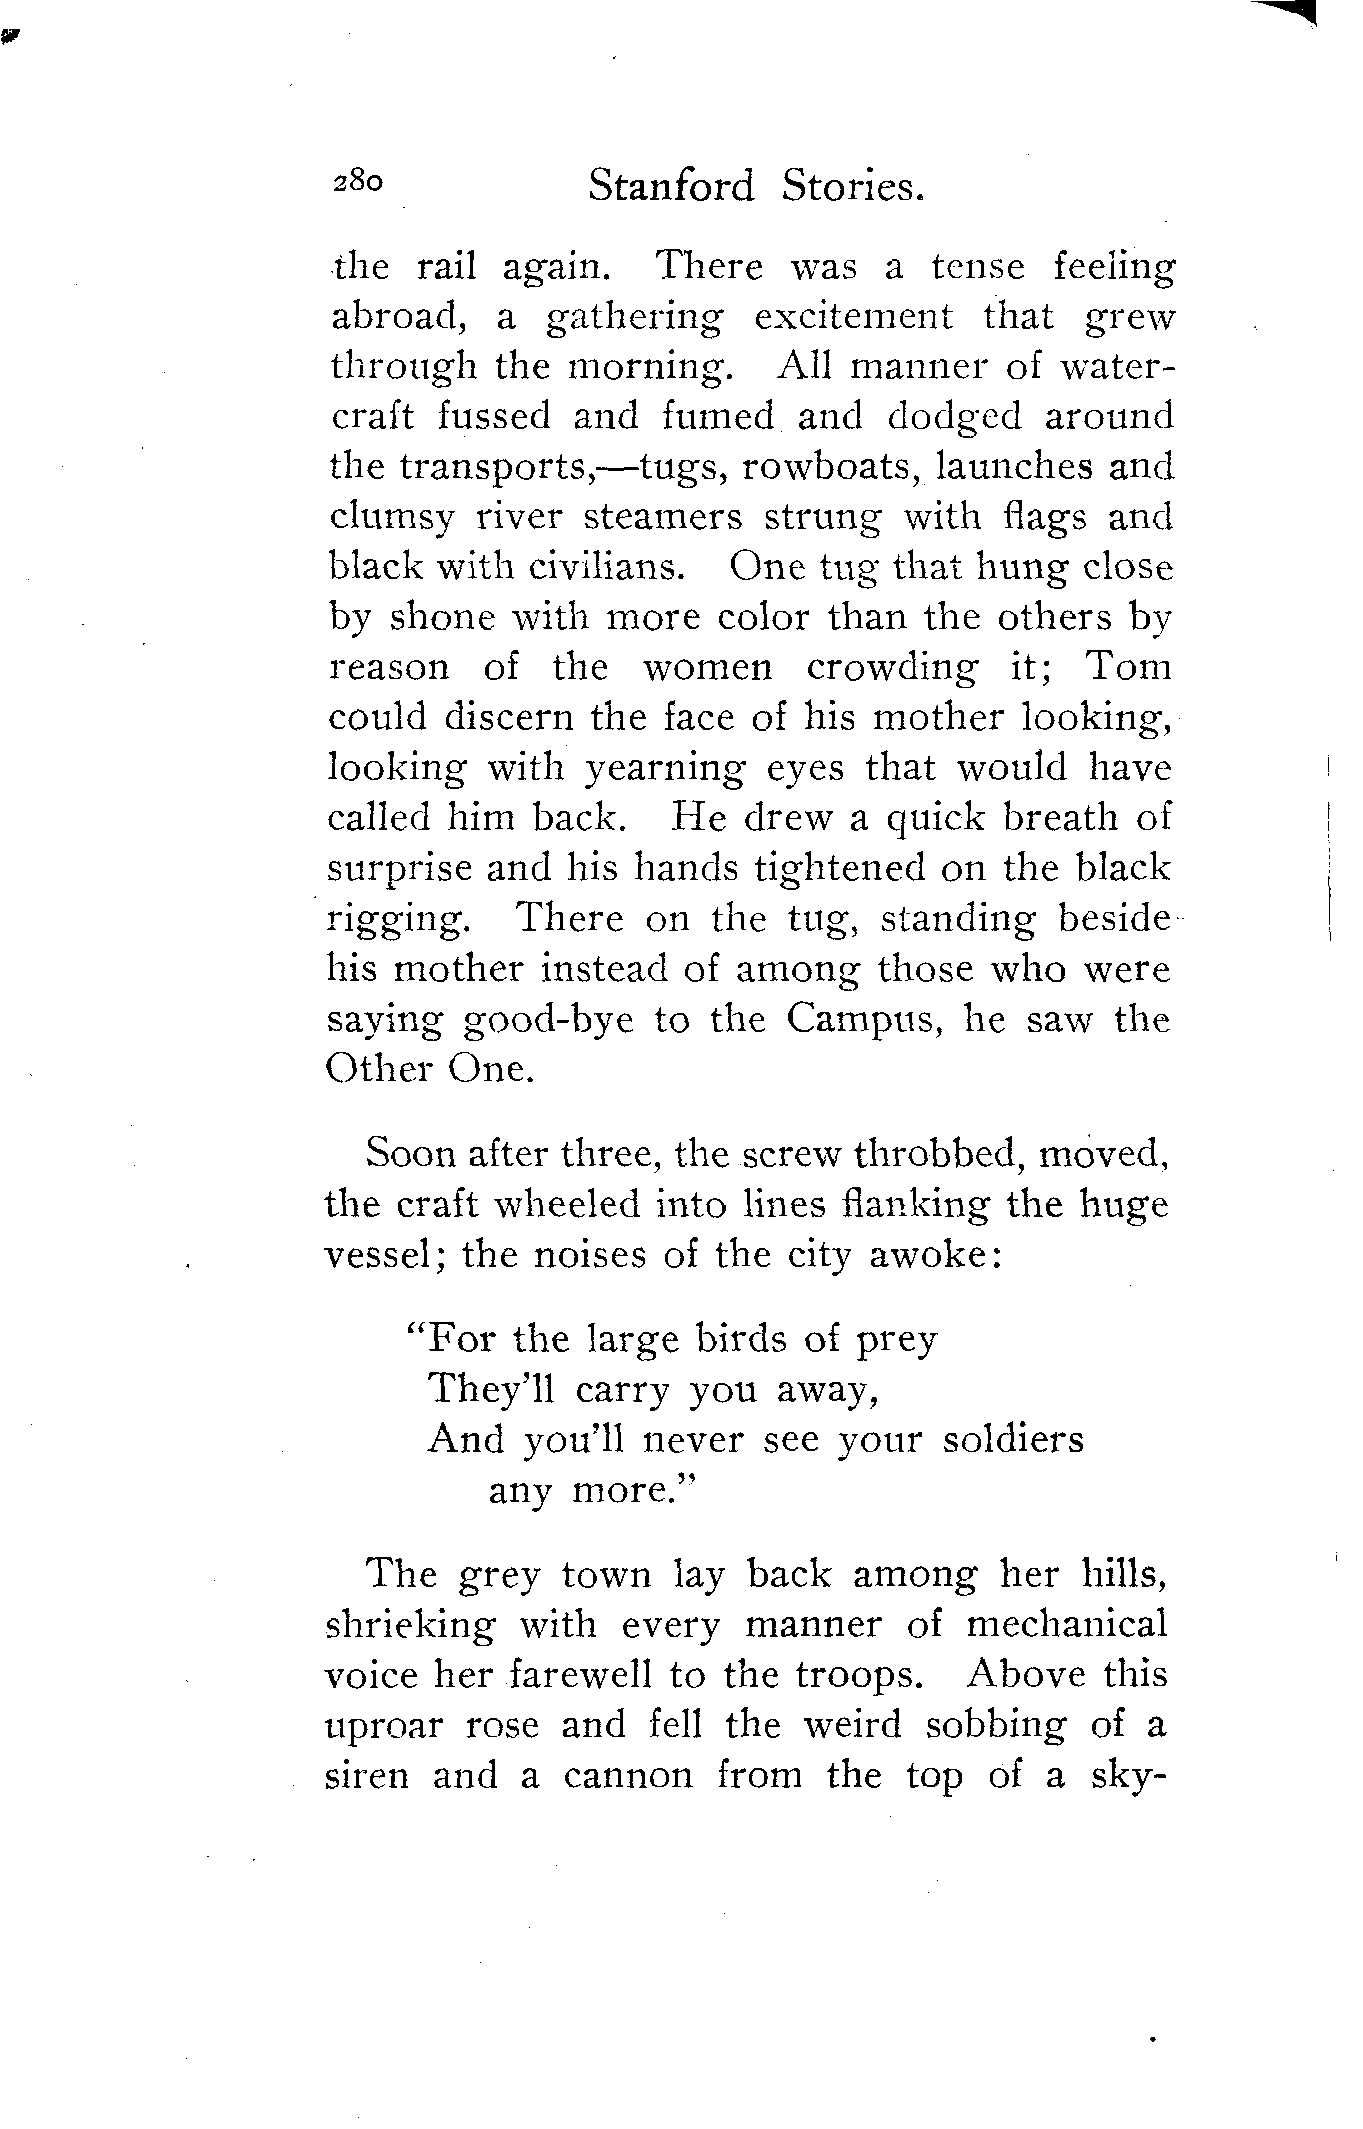 280 Stanford Stories.
the rail again. There was a tense feeling
abroad, a gathering excitement that grew
through the morning. All manner of water-
craft fussed and fumed and dodged around
the transports,—tugs, rowboats, launches and
clumsy river steamers strung with flags and
black with civilians. One tug that hung close
by shone with more color than the others by
reason of the women crowding it; Tom
could discern the face of his mother looking,
looking with yearning eyes that would have
called him back. He drew a quick breath of
surprise and his hands tightened on the black
rigging. There on the tug, standing beside
his mother instead of among those who were
saying good-bye to the Campus, he saw the
Other One.
Soon after three, the screw throbbed, moved,
the craft wheeled into lines flanking the huge
vessel; the noises of the city awoke:
“For the large birds of prey
They’ll carry you away,
And you’ll never see your soldiers
any more.”
The grey town lay back among her hills,
shrieking with every manner of mechanical
voice her farewell to the troops. Above this
uproar rose and fell the weird sobbing of a
siren and a cannon from the top of a sky-